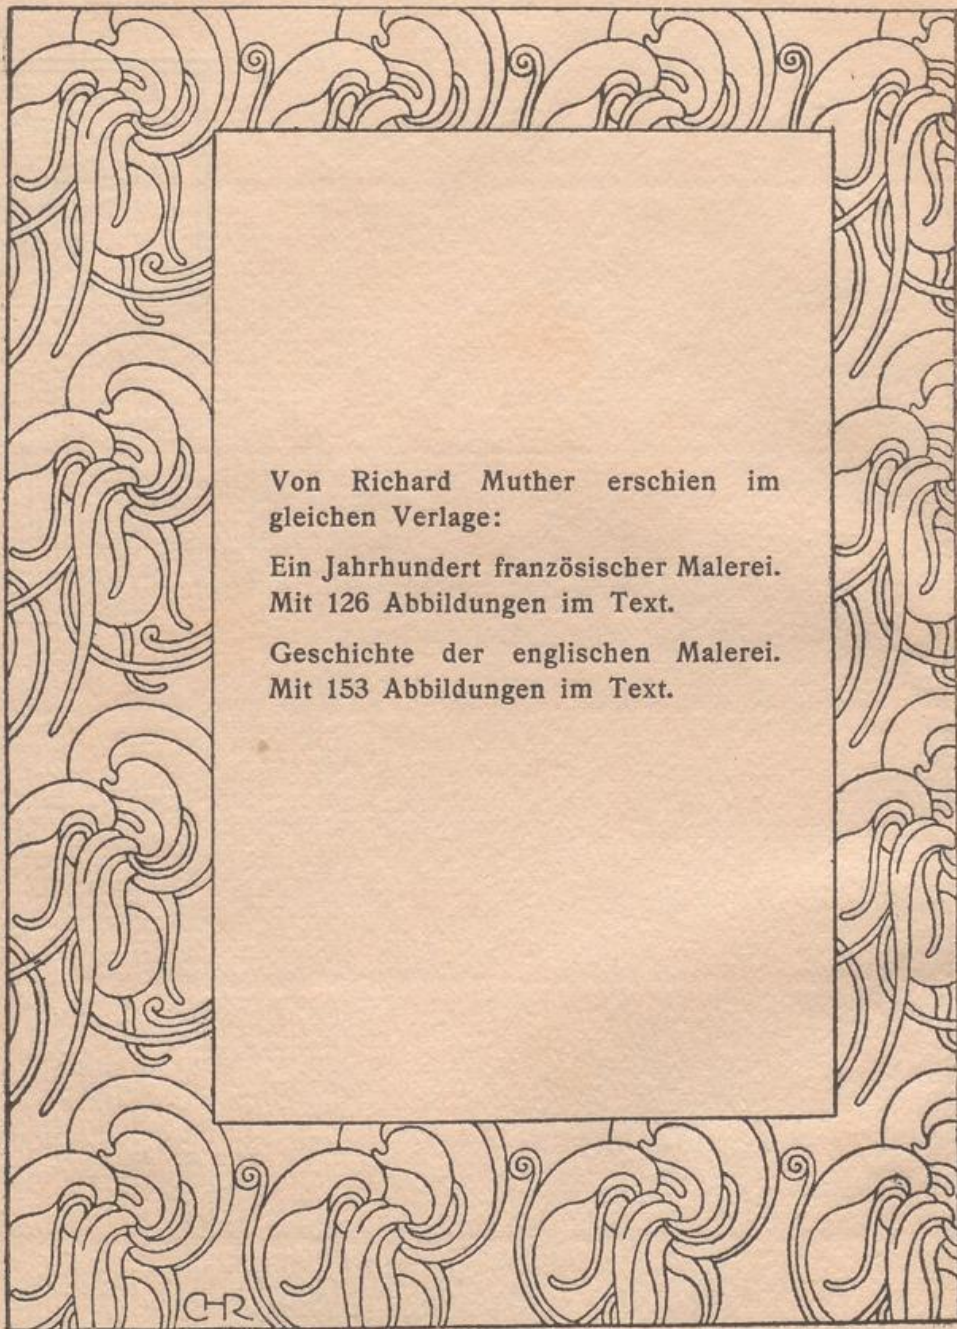 Von Richard Muther erschien im
gleichen Verlage:
Ein Jahrhundert französischer Malerei.
Mit 126 Abbildungen im Text.
Geschichte der englischen Malerei.
Mit 153 Abbildungen im Text.
CHR